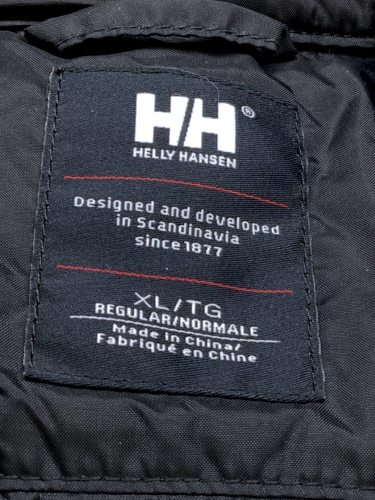 HH®
HELLY HANSEN
Designed and developed
in Scandinavia
since 1877
XL/TG
REGULAR/NORMALE
Made in China/
Fabriqué en Chine